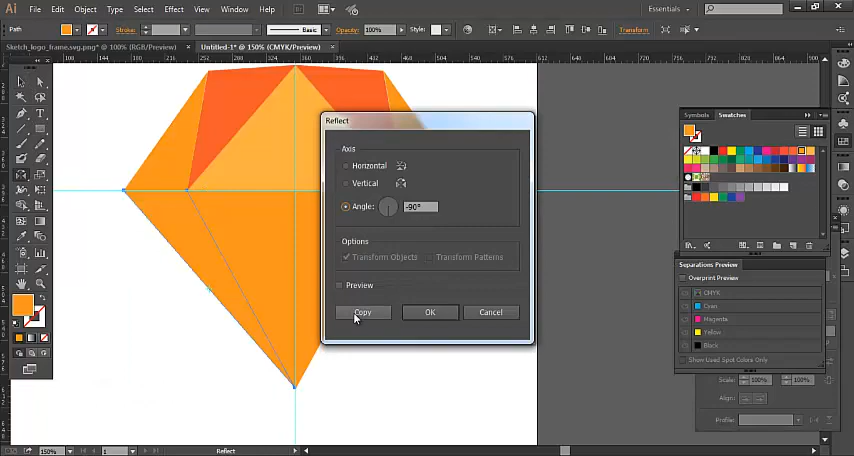 Ai
File Edit Object Type Select Effect View Window Help
Essentials
Path
Stroke:
Basic
Opacity: 100%
Style:
Transform
Sketch_logo_frame.svg.png* @ 100% (RGB/Preview) ×
Untitled-1* @ 150% (CMYK/Preview) ×
Reflect
Axis
Horizontal
Vertical
Angle: -90°
Options
Transform Objects
Transform Patterns
Preview
Copy
OK
Cancel
Symbols
Swatches
Separations Preview
Overprint Preview
CMYK
Cyan
Magenta
Yellow
Black
Show Used Spot Colors Only
Scale: 100% 100%
Align:
Profile:
150%
1
Reflect